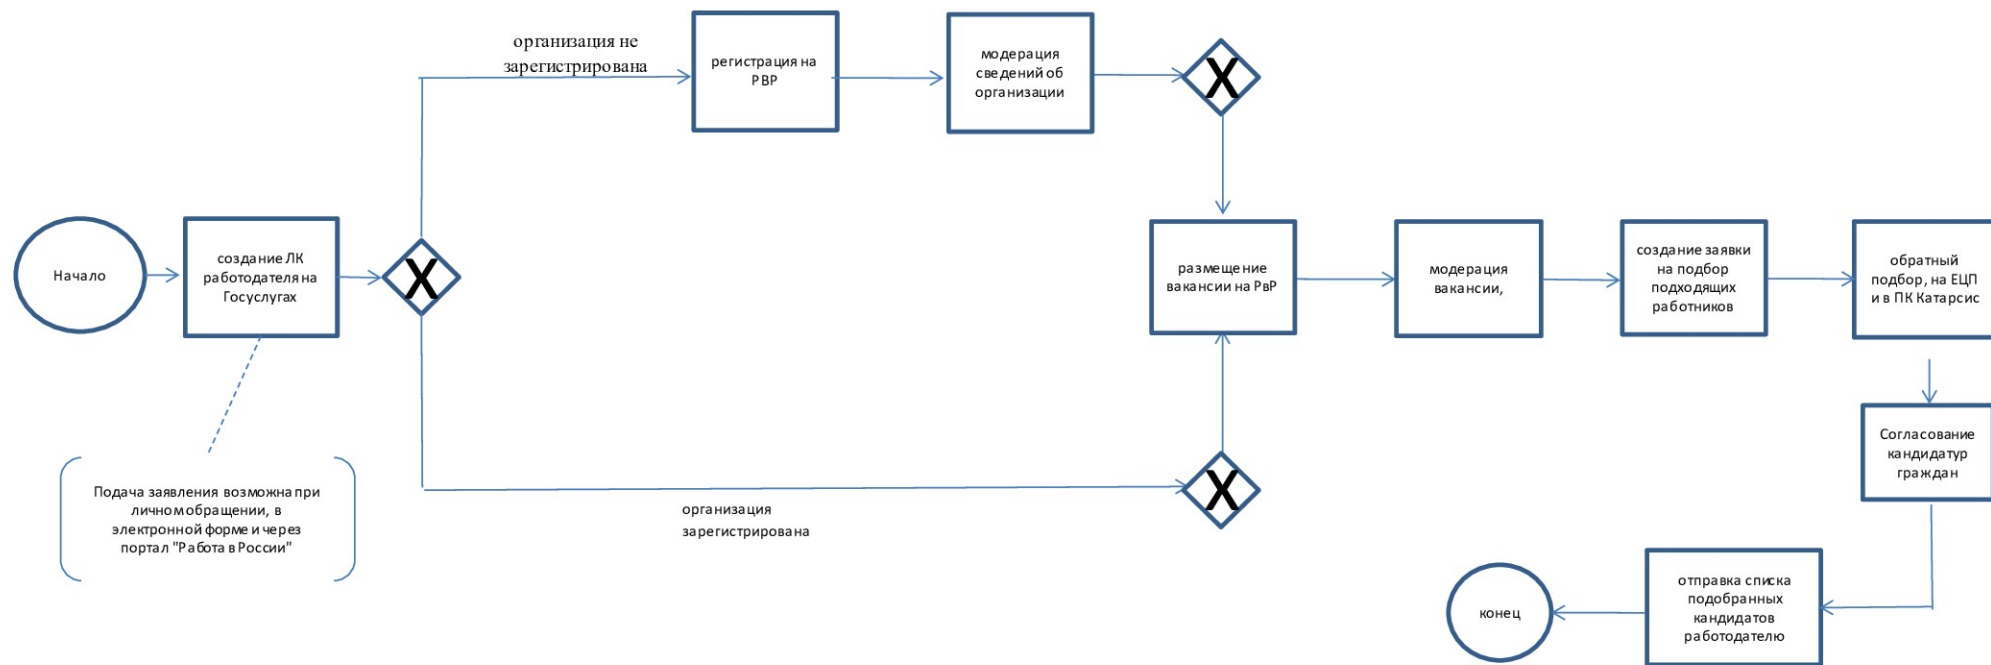 организация не
зарегистрирована
регистрация на
РВР
модерация
сведений об
организации
X
Начало
создание ЛК
работодателя на
Госуслугах
X
размещение
вакансии на РвР
модерация
вакансии,
создание заявки
на подбор
подходящих
работников
обратный
подбор, на ЕЦП
и в ПК Катарсис
Согласование
кандидатур
граждан
Подача заявления возможна при
личном обращении, в
электронной форме и через
портал "Работа в России"
X
организация
зарегистрирована
отправка списка
подобранных
кандидатов
работодателю
конец